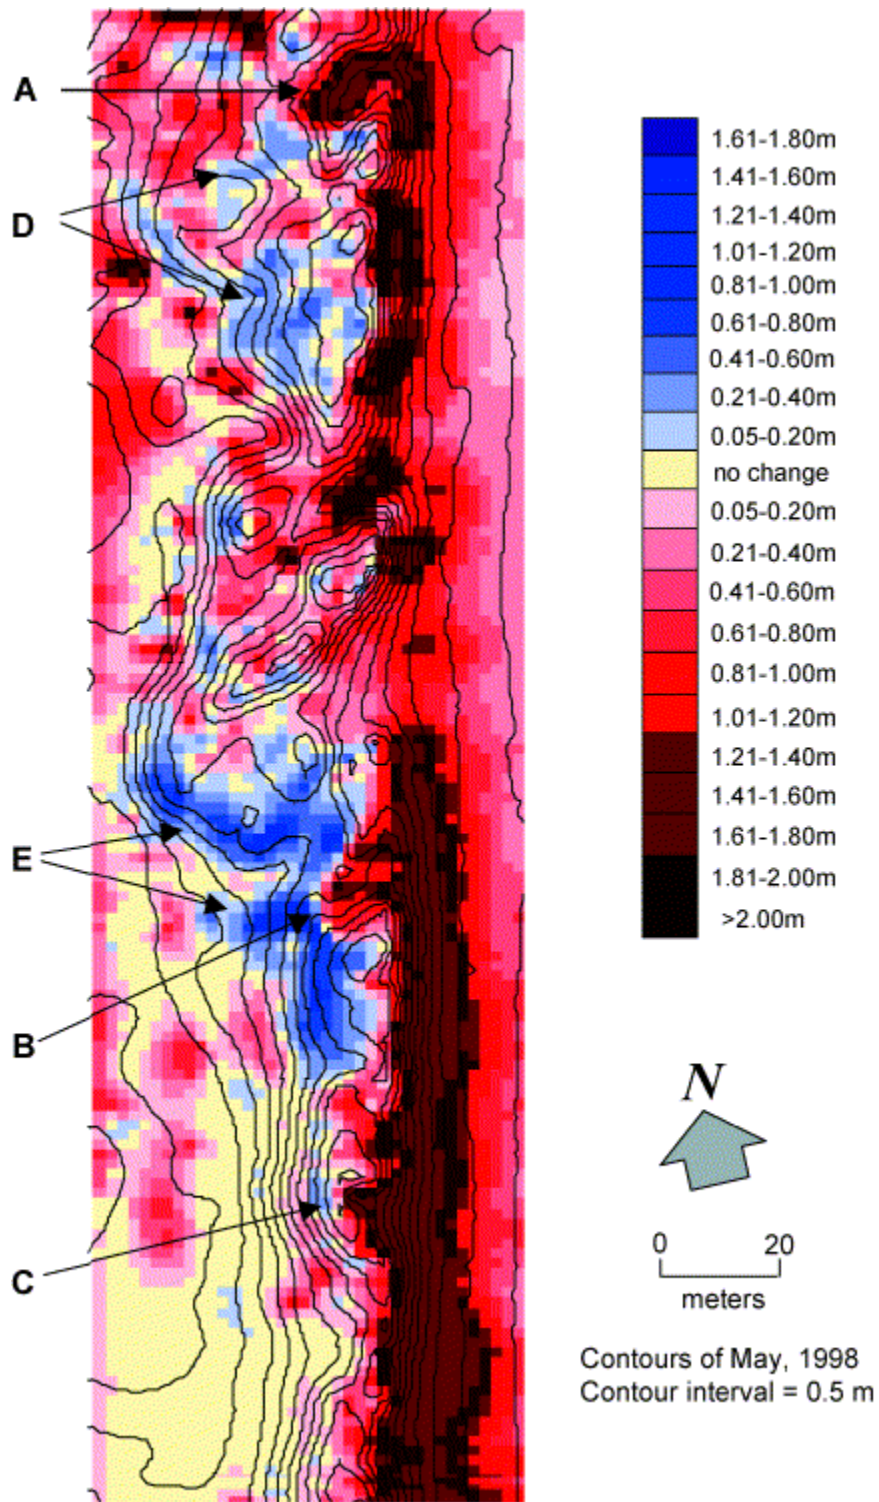 A
D
E
B
C
1.61-1.80m
1.41-1.60m
1.21-1.40m
1.01-1.20m
0.81-1.00m
0.61-0.80m
0.41-0.60m
0.21-0.40m
0.05-0.20m
no change
0.05-0.20m
0.21-0.40m
0.41-0.60m
0.61-0.80m
0.81-1.00m
1.01-1.20m
1.21-1.40m
1.41-1.60m
1.61-1.80m
1.81-2.00m
>2.00m
N
0 20
meters
Contours of May, 1998
Contour interval = 0.5 m